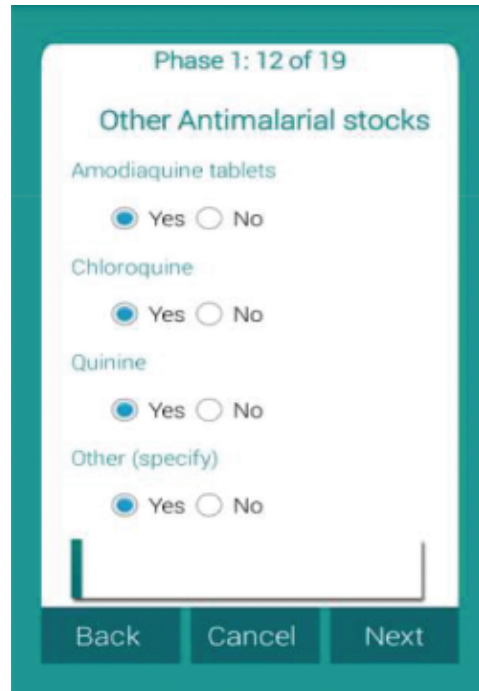 Phase 1: 12 of 19
Other Antimalarial stocks
Amodiaquine tablets
Yes No
Chloroquine
Yes No
Quinine
Yes No
Other (specify)
Yes No
Back Cancel Next